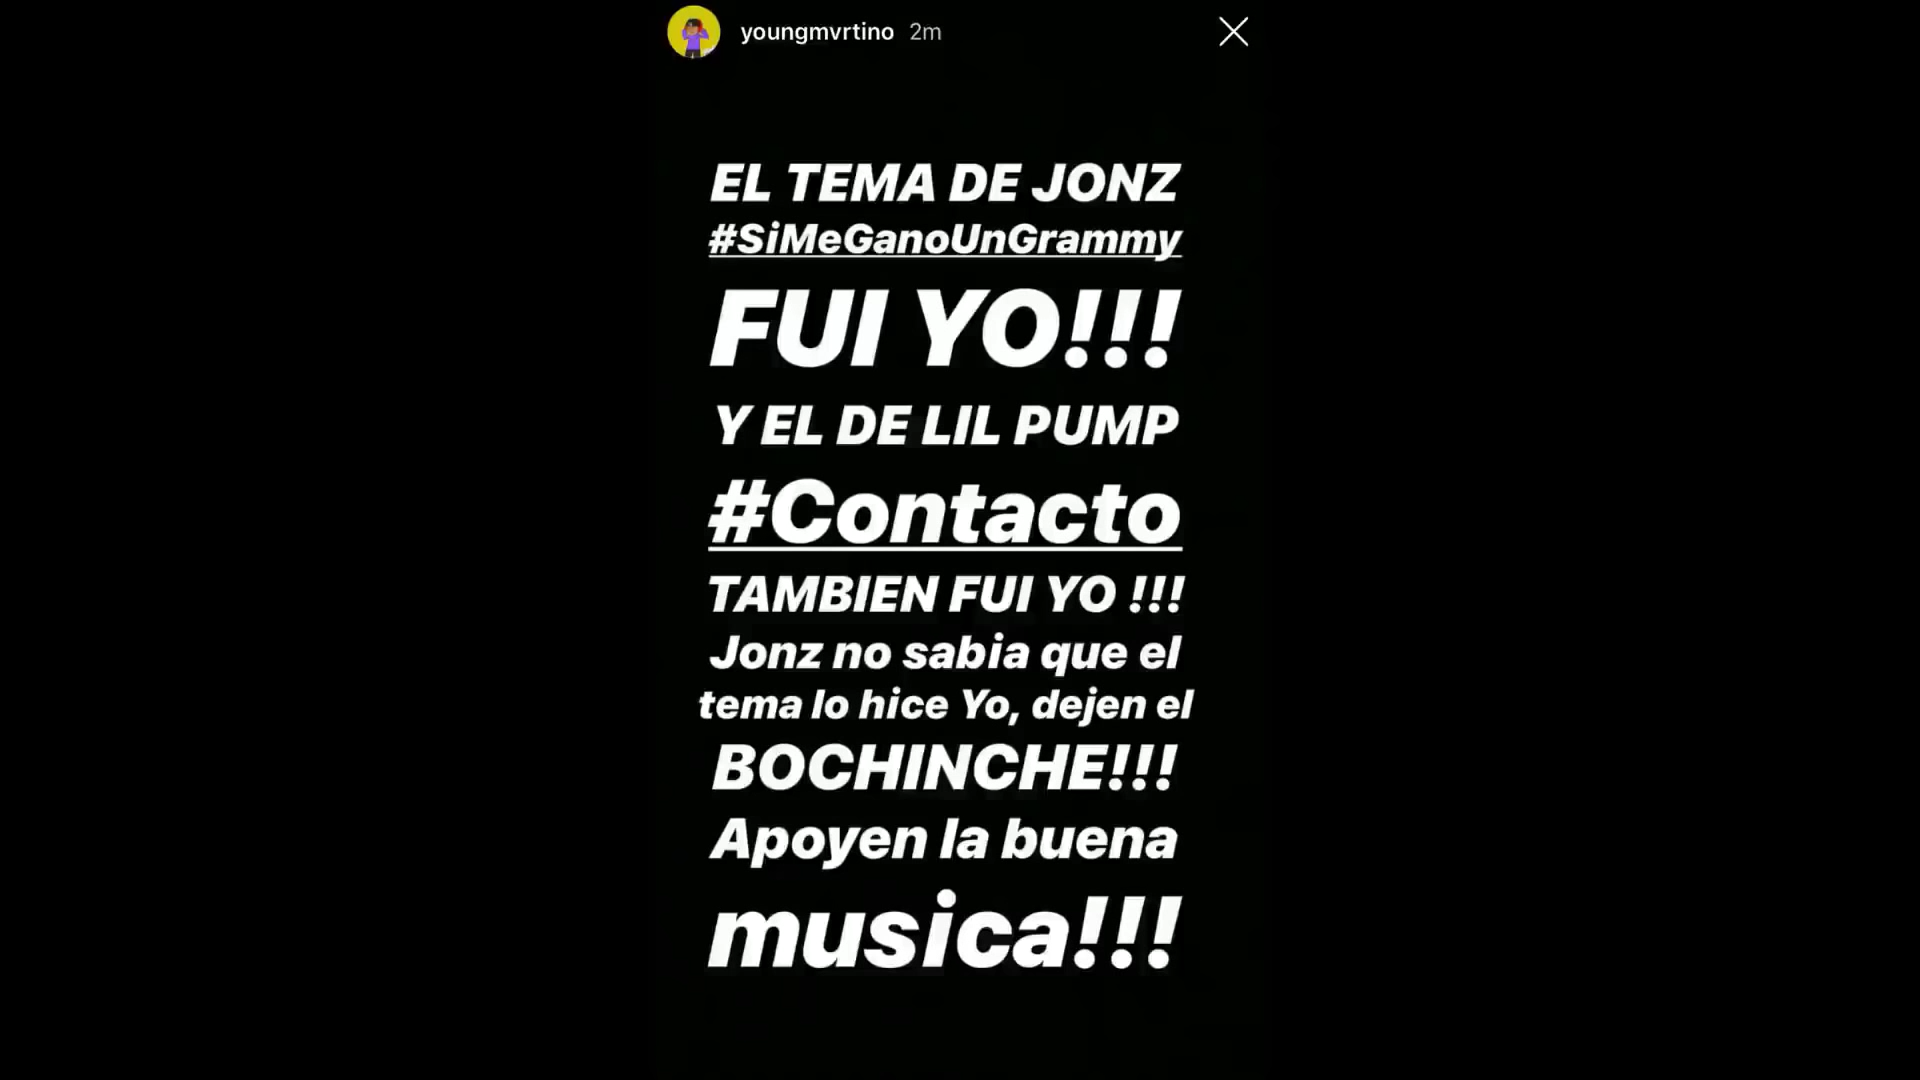 youngmvrtino 2m
EL TEMA DE JONZ
#SiMeGanoUnGrammy
FUI YO!!!
Y EL DE LIL PUMP
#Contacto
TAMBIEN FUI YO !!!
Jonz no sabia que el
tema lo hice Yo, dejen el
BOCHINCHE!!!
Apoyen la buena
musica!!!